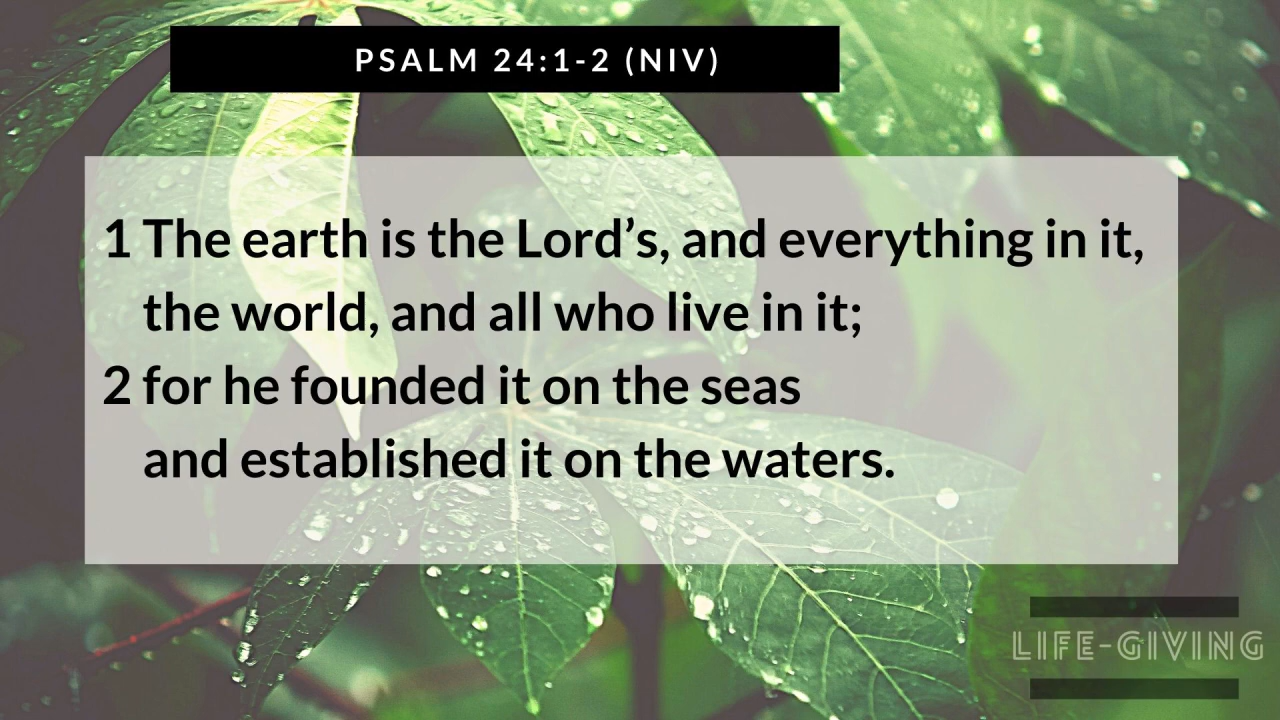 PSALM 24:1-2 (NIV)
1 The earth is the Lord’s, and everything in it,
the world, and all who live in it;
2 for he founded it on the seas
and established it on the waters.
LIFE-GIVING